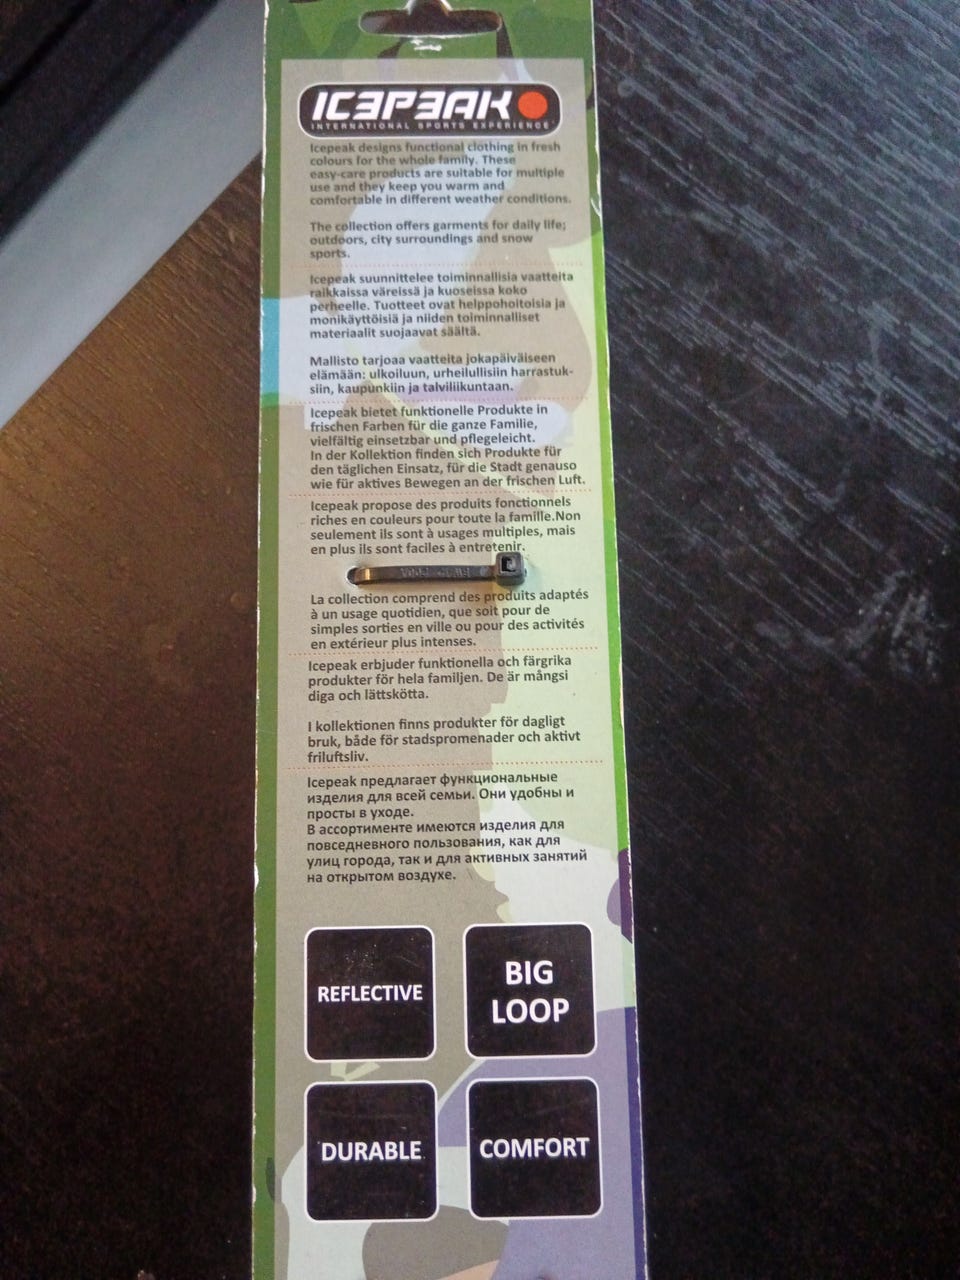 ICEPEAK
INTERNATIONAL SPORTS EXPERIENCE
Icepeak designs functional clothing in fresh
colours for the whole family. These
easy-care products are suitable for multiple
use and they keep you warm and
comfortable in different weather conditions.
The collection offers garments for daily life;
outdoors, city surroundings and snow
sports.
Icepeak suunnittelee toiminnallisia vaatteita
raikkaissa väreissä ja kuoseissa koko
perheelle. Tuotteet ovat helppohoitoisia ja
monikäyttöisiä ja niiden toiminnalliset
materiaalit suojaavat säältä.
Mallisto tarjoaa vaatteita jokapäiväiseen
elämään: ulkoiluun, urheilullisiin harrastuk-
siin, kaupunkiin ja talviliikuntaan.
Icepeak bietet funktionelle Produkte in
frischen Farben für die ganze Familie,
vielfältig einsetzbar und pflegeleicht.
In der Kollektion finden sich Produkte für
den täglichen Einsatz, für die Stadt genauso
wie für aktives Bewegen an der frischen Luft.
Icepeak propose des produits fonctionnels
riches en couleurs pour toute la famille.Non
seulement ils sont à usages multiples, mais
en plus ils sont faciles à entretenir.
La collection comprend des produits adaptés
à un usage quotidien, que soit pour de
simples sorties en ville ou pour des activités
en extérieur plus intenses.
Icepeak erbjuder funktionella och färgrika
produkter för hela familjen. De är mångsi
diga och lättskötta.
I kollektionen finns produkter för dagligt
bruk, både för stadspromenader och aktivt
friluftsliv.
Icepeak предлагает функциональные
изделия для всей семьи. Они удобны и
просты в уходе.
В ассортименте имеются изделия для
повседневного пользования, как для
улиц города, так и для активных занятий
на открытом воздухе.
REFLECTIVE
BIG
LOOP
DURABLE
COMFORT